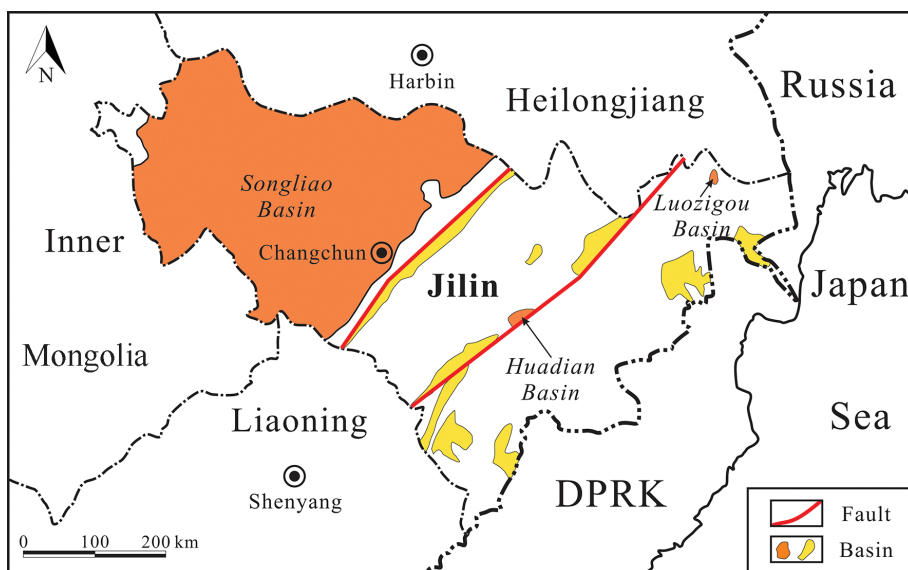 N
Harbin
Heilongjiang
Russia
Songliao
Basin
Luozigou
Basin
Inner
Changchun
Jilin
Japan
Mongolia
Huadian
Basin
Liaoning
Sea
Shenyang
DPRK
Fault
Basin
0 100 200 km